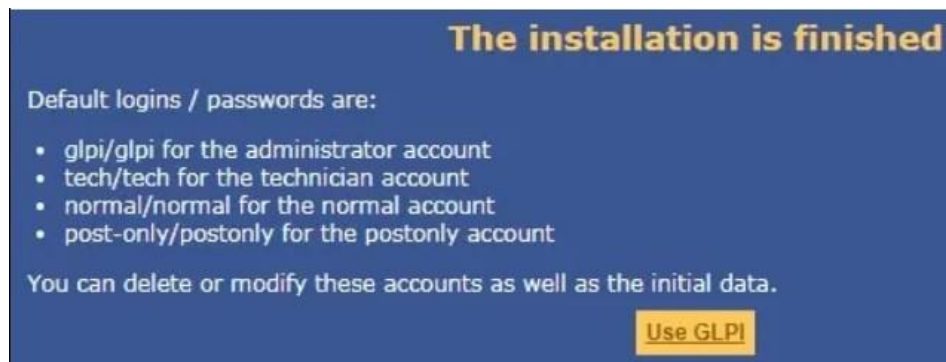 The installation is finished
Default logins / passwords are:
• glpi/glpi for the administrator account
• tech/tech for the technician account
• normal/normal for the normal account
• post-only/postonly for the postonly account
You can delete or modify these accounts as well as the initial data.
Use GLPI